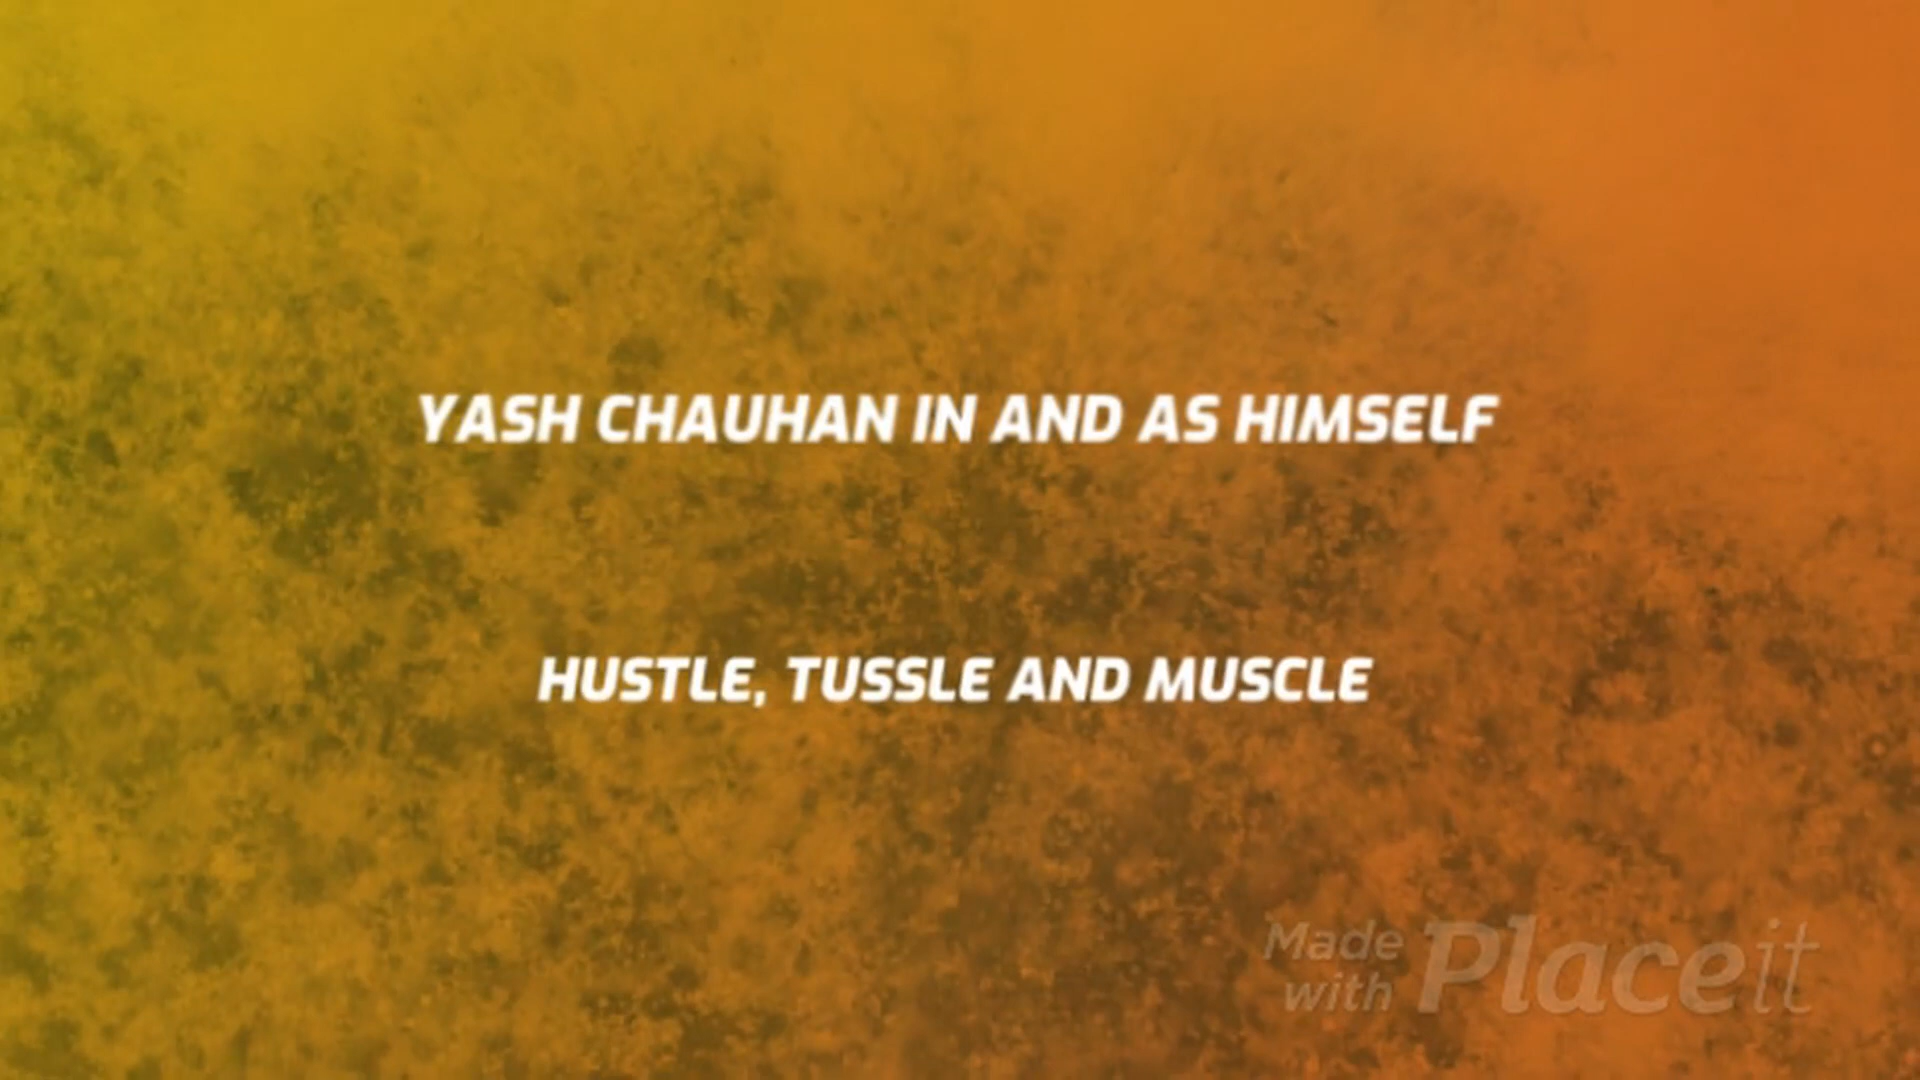 YASH CHAUHAN IN AND AS HIMSELF
HUSTLE, TUSSLE AND MUSCLE
Made with Placeit